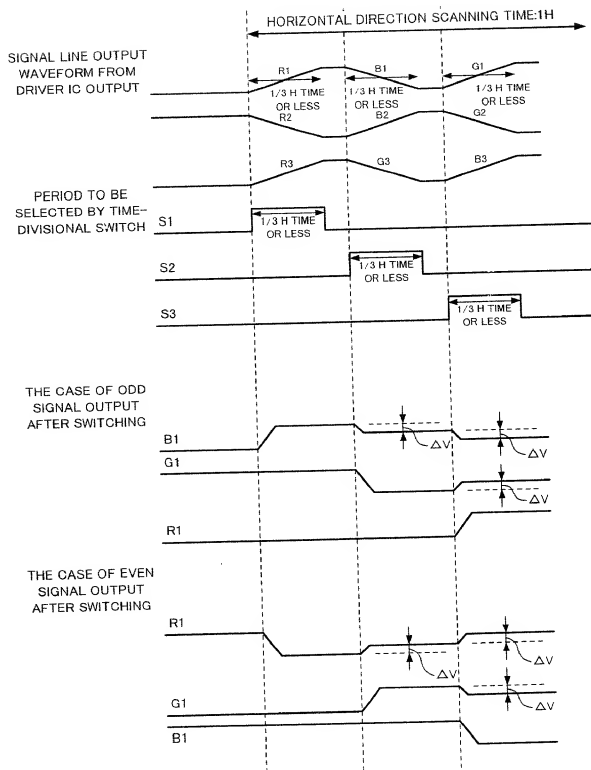 HORIZONTAL DIRECTION SCANNING TIME:1H
SIGNAL LINE OUTPUT
WAVEFORM FROM
DRIVER IC OUTPUT
R1
B1
G1
1/3 H TIME
OR LESS
1/3 H TIME
OR LESS
1/3 H TIME
OR LESS
R2
B2
G2
R3
G3
B3
PERIOD TO BE
SELECTED BY TIME-
DIVISIONAL SWITCH
S1
1/3 H TIME
OR LESS
S2
1/3 H TIME
OR LESS
S3
1/3 H TIME
OR LESS
THE CASE OF ODD
SIGNAL OUTPUT
AFTER SWITCHING
B1
ΔV
ΔV
G1
ΔV
R1
THE CASE OF EVEN
SIGNAL OUTPUT
AFTER SWITCHING
R1
ΔV
ΔV
G1
ΔV
B1